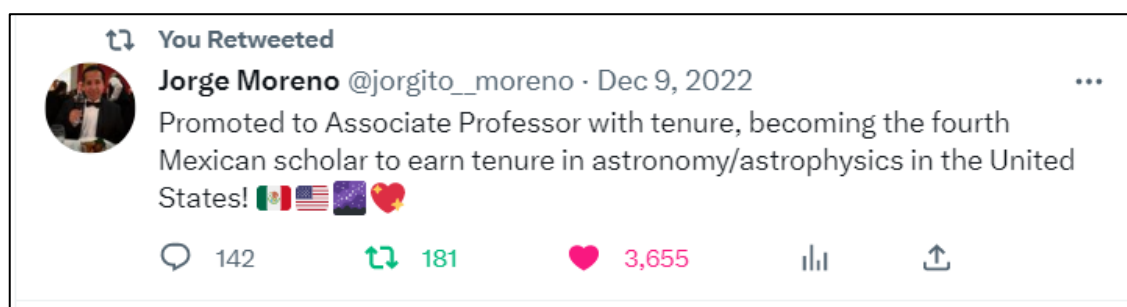 You Retweeted
Jorge Moreno @jorgito__moreno · Dec 9, 2022
Promoted to Associate Professor with tenure, becoming the fourth
Mexican scholar to earn tenure in astronomy/astrophysics in the United
States! 🇲🇽🇺🇸🌌💖
142 181 3,655